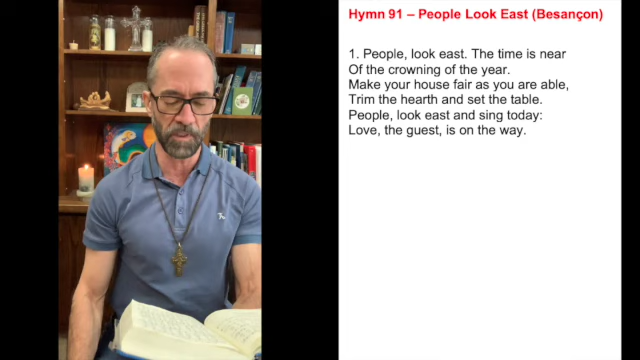 Hymn 91 – People Look East (Besançon)
1. People, look east. The time is near
Of the crowning of the year.
Make your house fair as you are able,
Trim the hearth and set the table.
People, look east and sing today:
Love, the guest, is on the way.